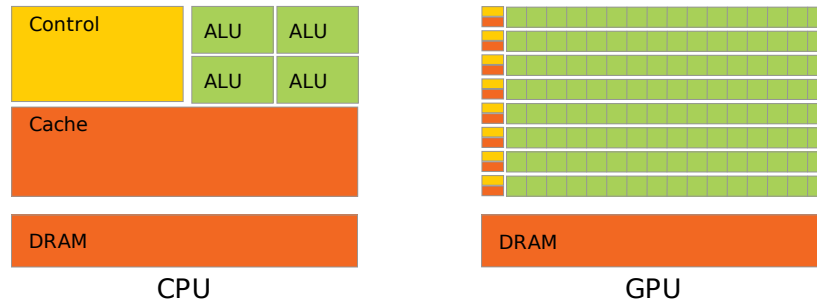 Control
ALU ALU
ALU ALU
Cache
DRAM
CPU
DRAM
GPU